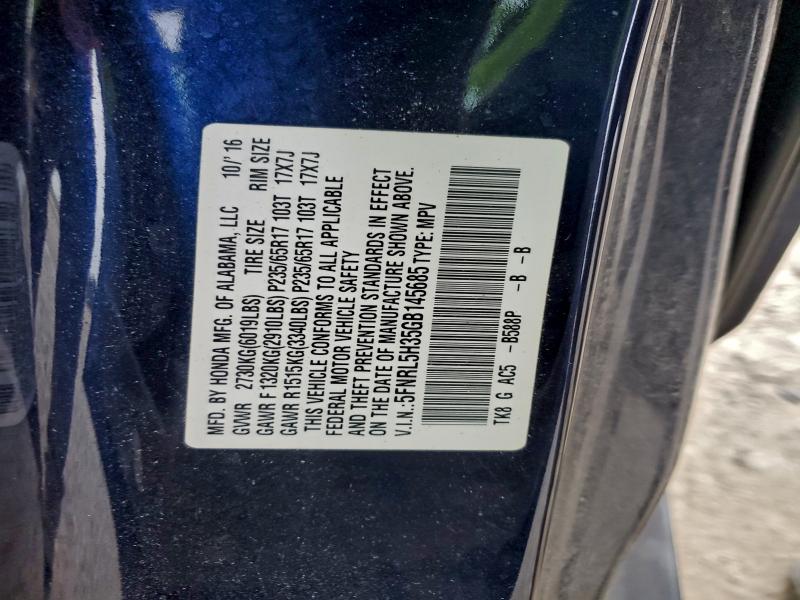 MFD. BY HONDA MFG. OF ALABAMA, LLC 10/'16
GVWR 2730KG(6019LBS) TIRE SIZE RIM SIZE
GAWR F 1320KG(2910LBS) P235/65R17 103T 17X7J
GAWR R 1515KG(3340LBS) P235/65R17 103T 17X7J
THIS VEHICLE CONFORMS TO ALL APPLICABLE
FEDERAL MOTOR VEHICLE SAFETY
AND THEFT PREVENTION STANDARDS IN EFFECT
ON THE DATE OF MANUFACTURE SHOWN ABOVE.
V.I.N.: 5FNRL5H35GB145685 TYPE: MPV
TK8 G AC5 -B588P -B -B